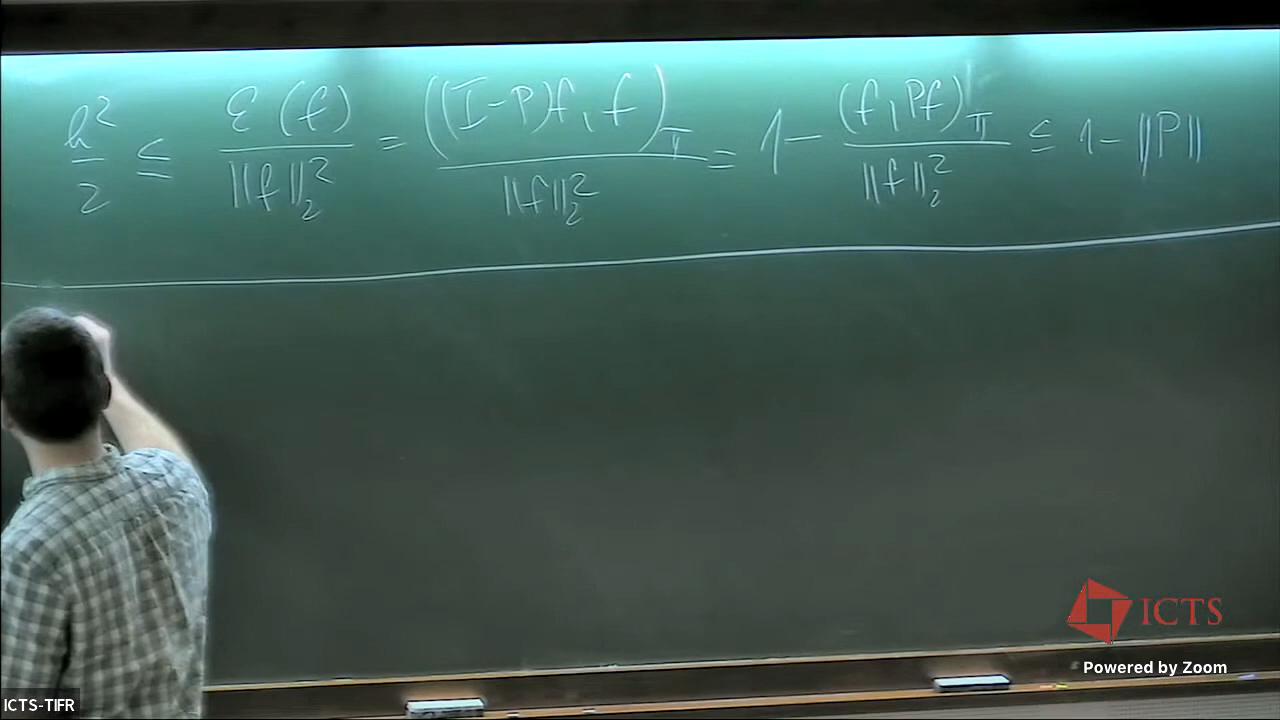 h²/2 ≤ ℰ(f)/‖f‖₂² = ((I-P)f, f)_π/‖f‖₂² = 1 - (f, Pf)_π/‖f‖₂² ≤ 1 - ‖P‖
ICTS
Powered by Zoom
ICTS-TIFR